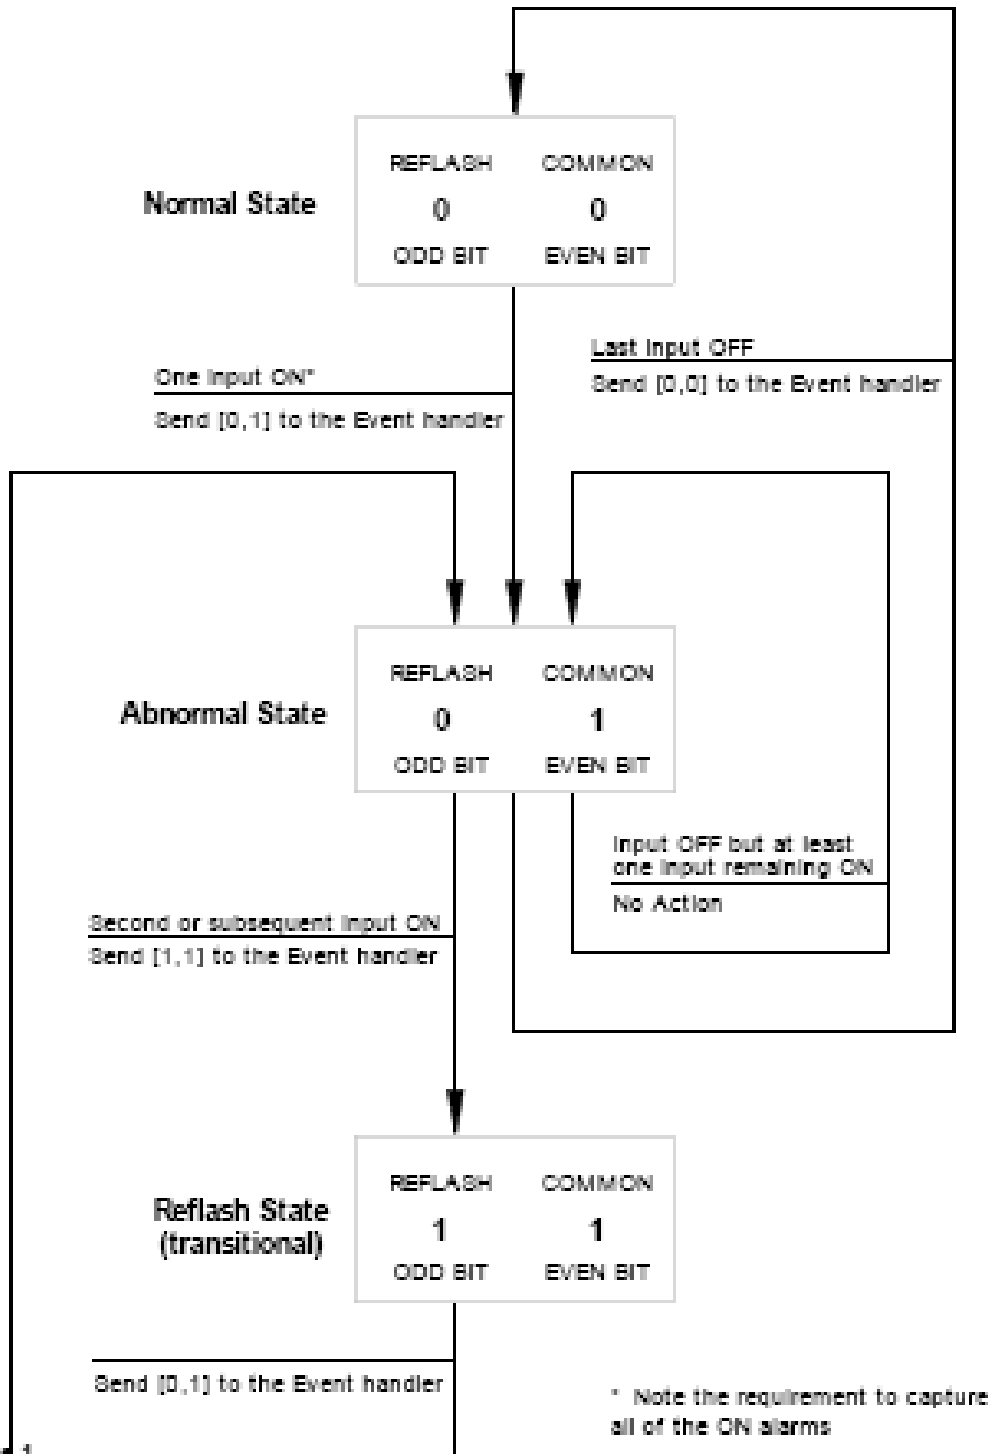 REFLASH COMMON
Normal State
0 0
ODD BIT EVEN BIT
Last Input OFF
Send [0,0] to the Event handler
One Input ON*
Send [0,1] to the Event handler
REFLASH COMMON
Abnormal State
0 1
ODD BIT EVEN BIT
Input OFF but at least
one Input remaining ON
No Action
Second or subsequent Input ON
Send [1,1] to the Event handler
REFLASH COMMON
Reflash State
(transitional)
1 1
ODD BIT EVEN BIT
Send [0,1] to the Event handler
* Note the requirement to capture
all of the ON alarms